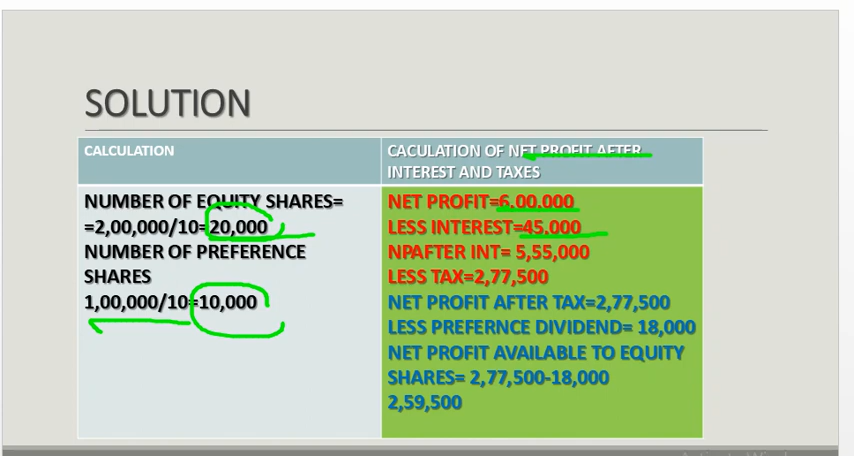 SOLUTION
CALCULATION
CACULATION OF NET PROFIT AFTER
INTEREST AND TAXES
NUMBER OF EQUITY SHARES=
=2,00,000/10=20,000
NUMBER OF PREFERENCE
SHARES
1,00,000/10=10,000
NET PROFIT=6,00,000
LESS INTEREST=45,000
NPAFTER INT= 5,55,000
LESS TAX=2,77,500
NET PROFIT AFTER TAX=2,77,500
LESS PREFERNCE DIVIDEND= 18,000
NET PROFIT AVAILABLE TO EQUITY
SHARES= 2,77,500-18,000
2,59,500